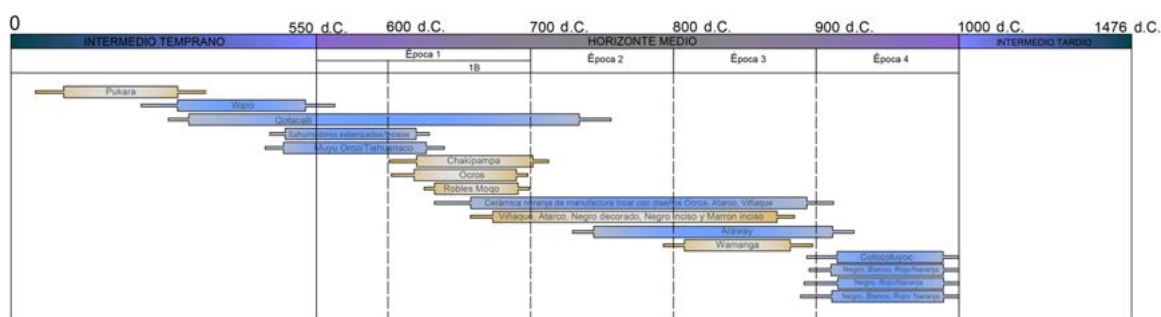 0 550 d.C. 600 d.C. 700 d.C. 800 d.C. 900 d.C. 1000 d.C. 1476 d.C.
INTERMEDIO TEMPRANO HORIZONTE MEDIO INTERMEDIO TARDÍO
Época 1 Época 2 Época 3 Época 4
1B
Pukara
Waro
Qotacalli
Sahumadores estampados/Incisos
Muyu Orqo/Tiahuanaco
Chakipampa
Ocros
Robles Moqo
Cerámica naranja de manufactura local con diseños Ocros, Atarco, Viñaque
Viñaque, Atarco, Negro decorado, Negro Inciso y Marron inciso
Araway
Wamanga
Cotocotuyoc
Negro, Blanco, Rojo/Naranja
Negro, Rojo/Naranja
Negro, Blanco, Rojo/ Naranja